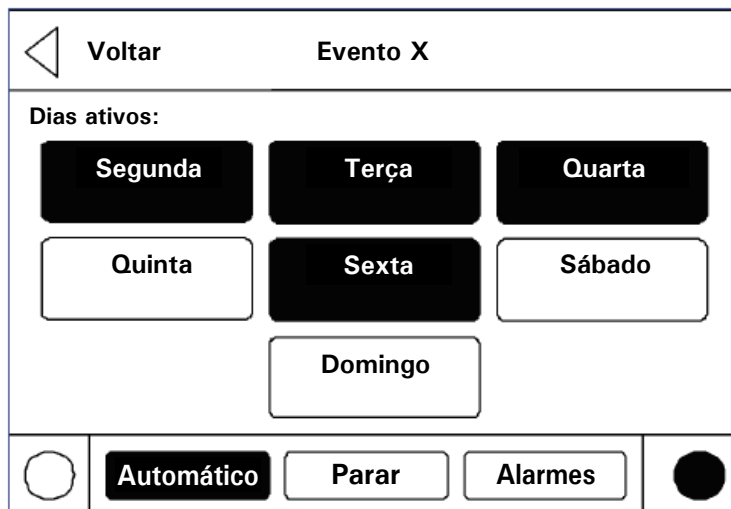 Voltar Evento X
Dias ativos:
Segunda Terça Quarta
Quinta Sexta Sábado
Domingo
Automático Parar Alarmes